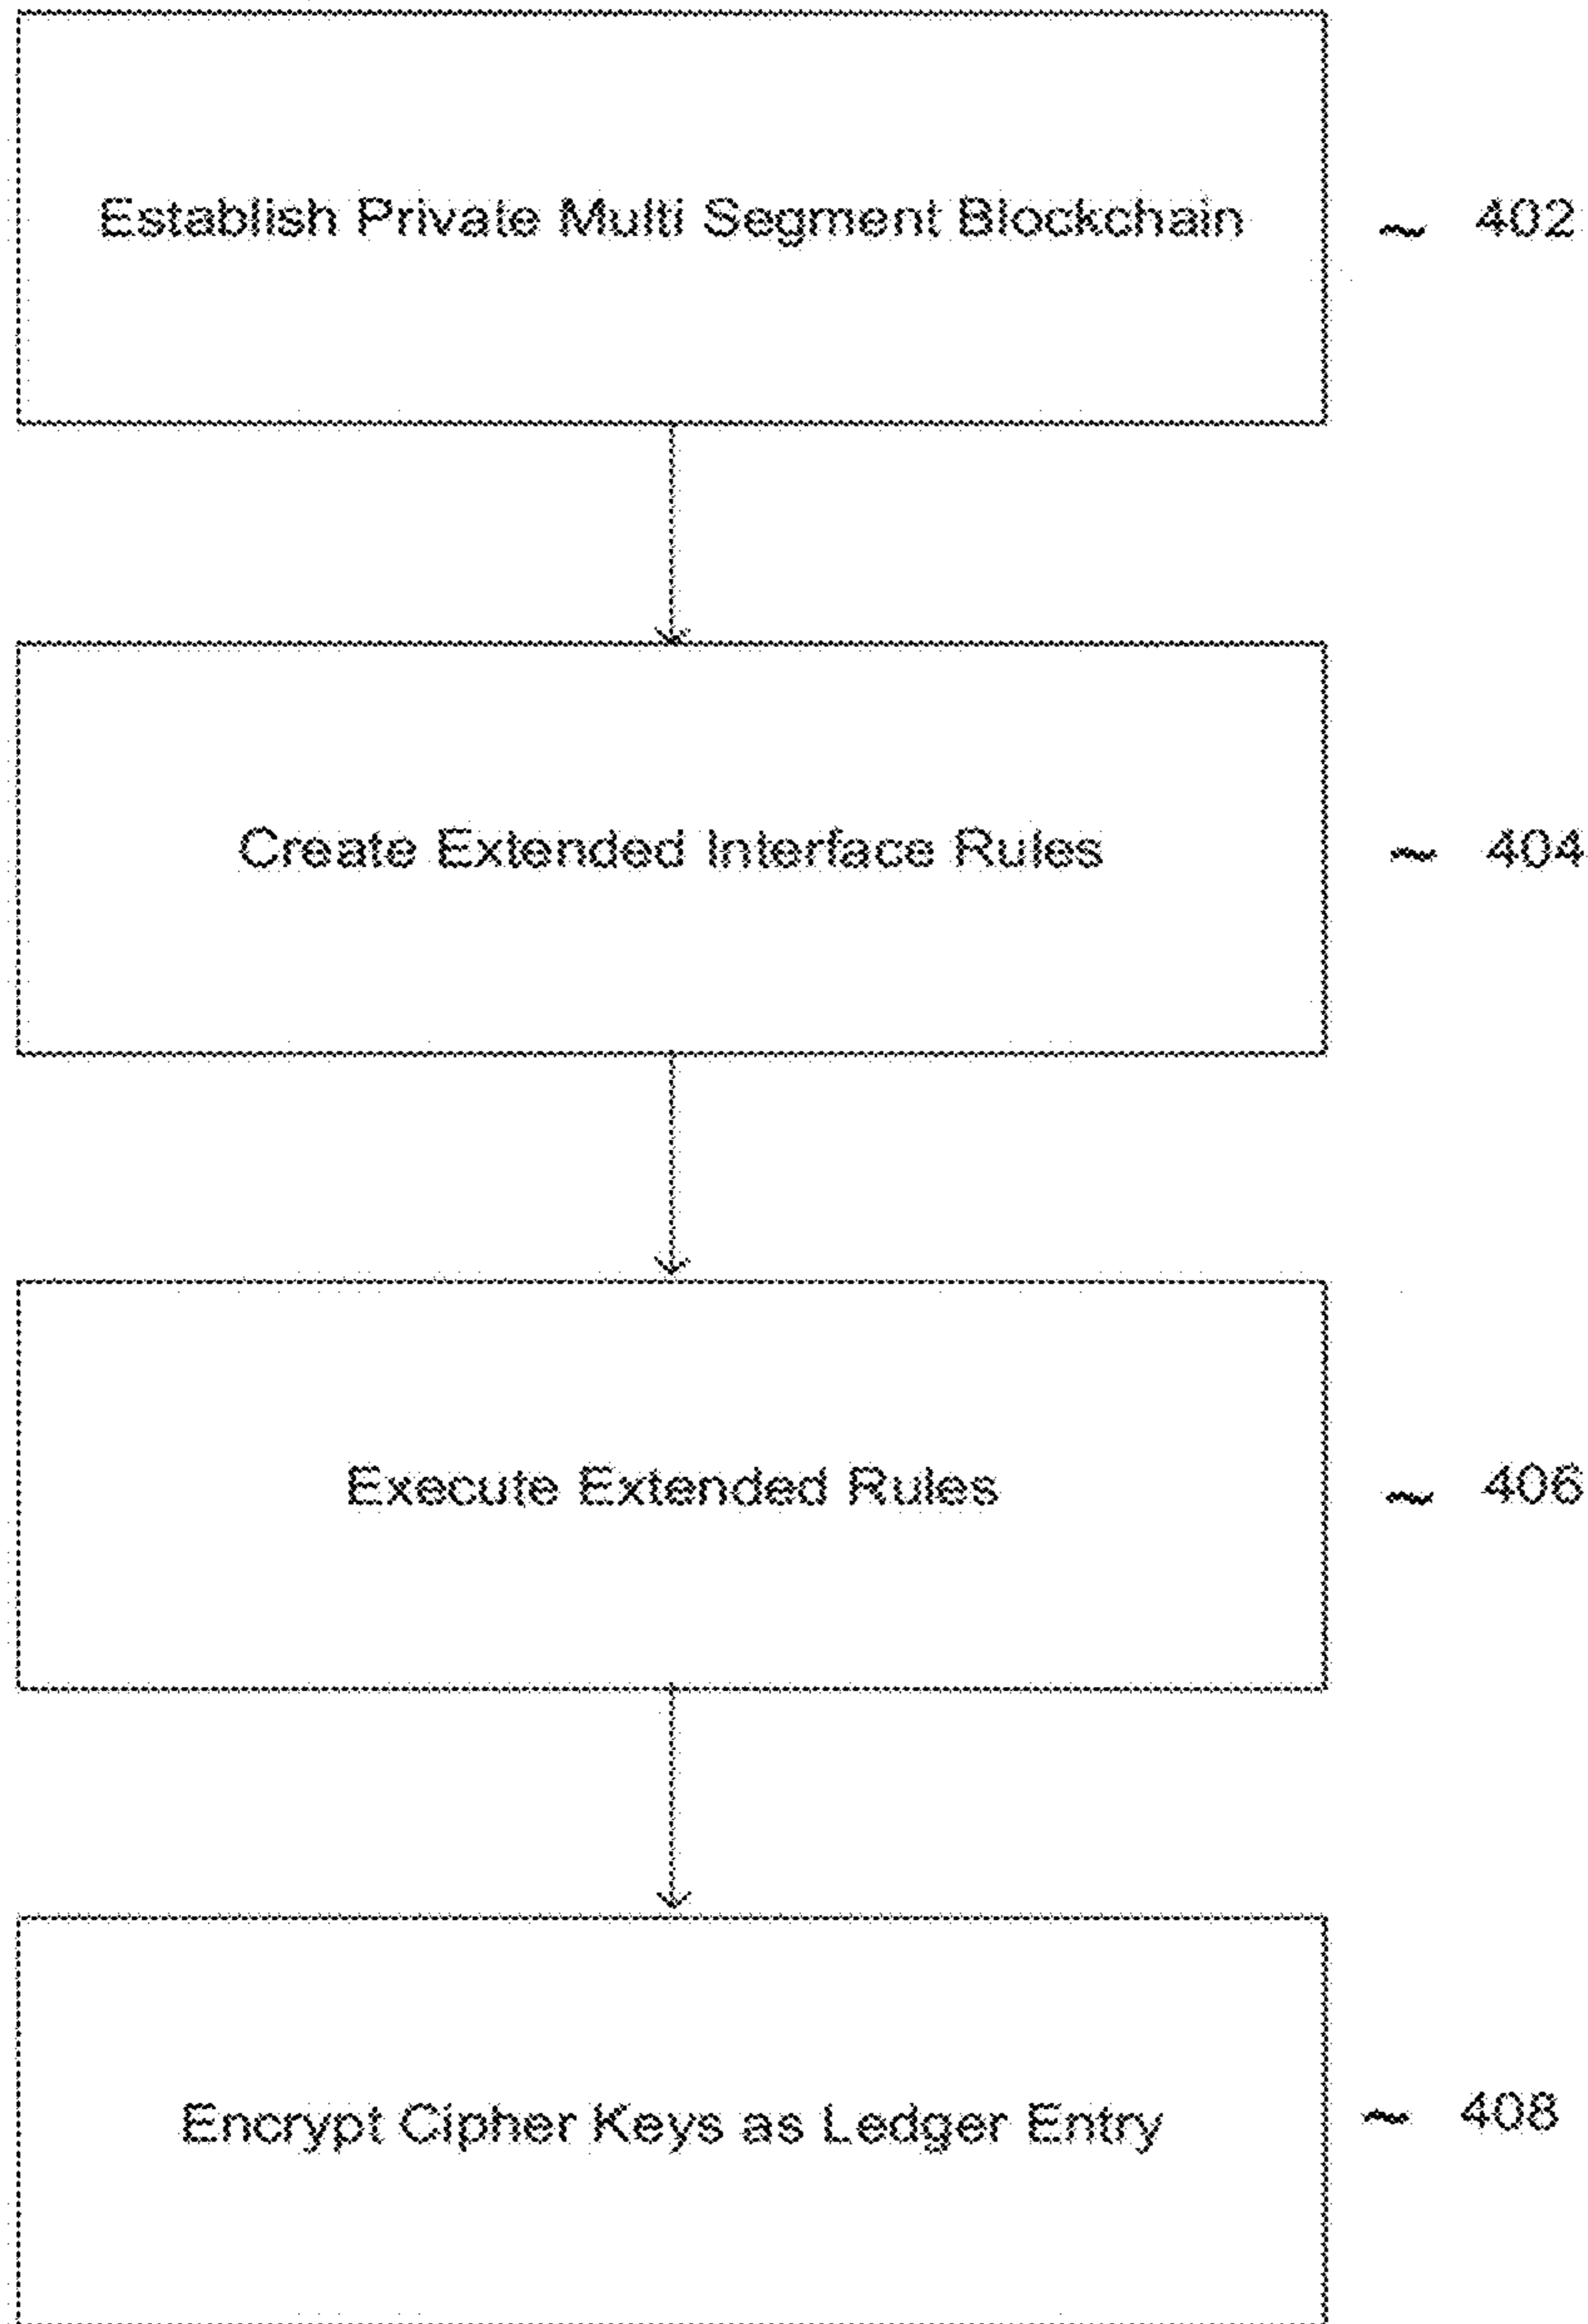 Establish Private Multi Segment Blockchain ~ 402
Create Extended Interface Rules ~ 404
Execute Extended Rules ~ 406
Encrypt Cipher Keys as Ledger Entry ~ 408